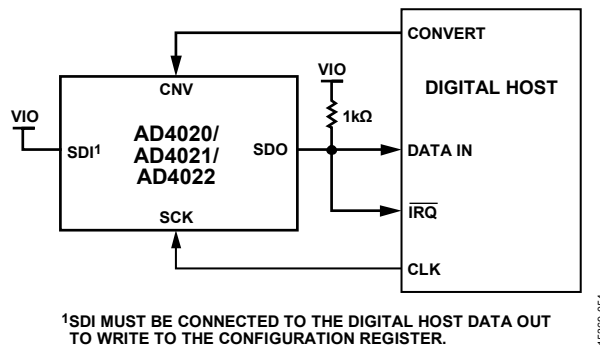 CONVERT
VIO
CNV
DIGITAL HOST
VIO
1kΩ
AD4020/
AD4021/
AD4022
SDI1
SDO
DATA IN
SCK
IRQ
CLK
1SDI MUST BE CONNECTED TO THE DIGITAL HOST DATA OUT
TO WRITE TO THE CONFIGURATION REGISTER.